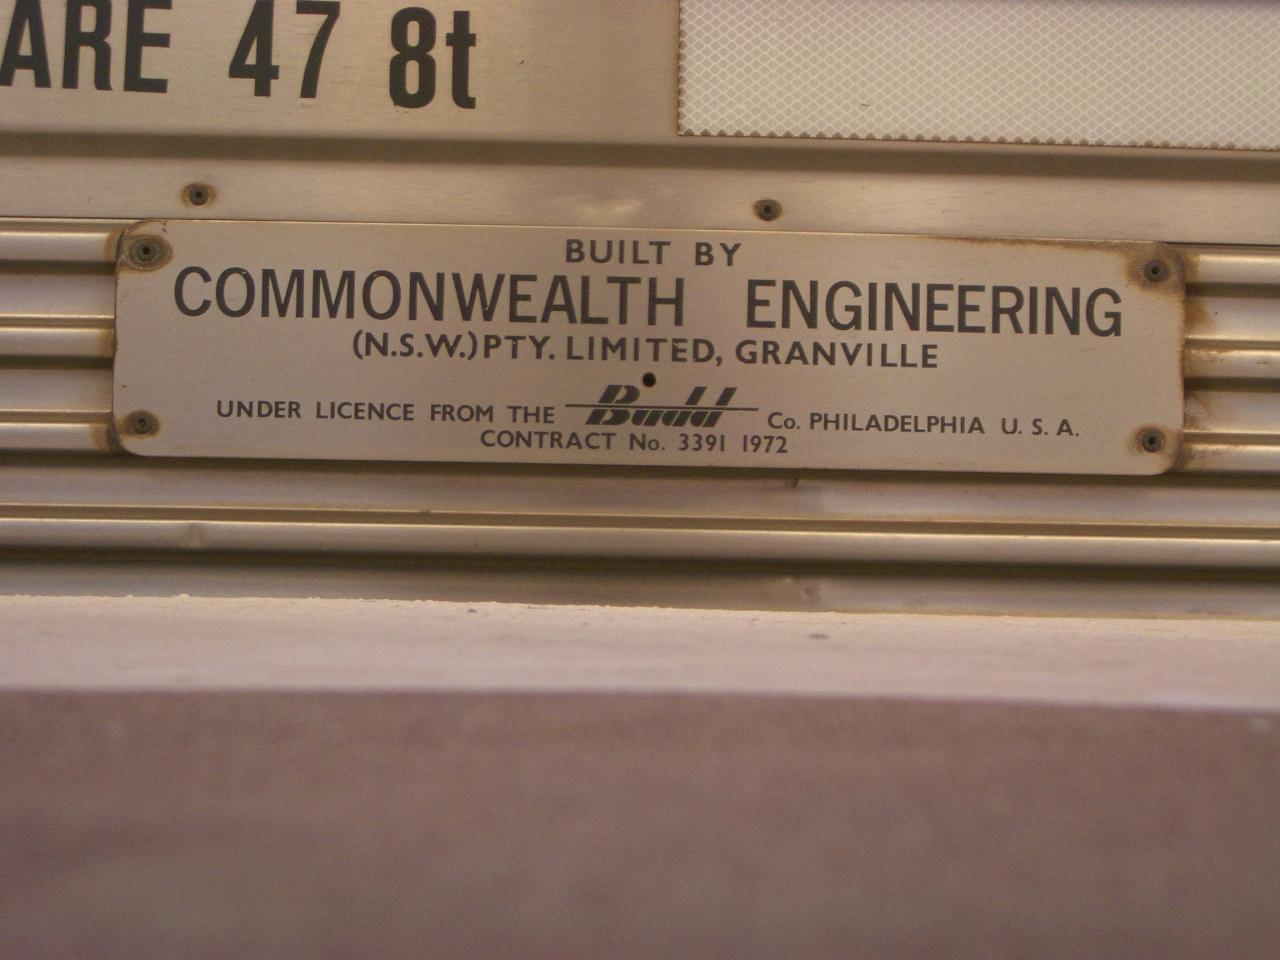 ARE 47 8t
BUILT BY
COMMONWEALTH ENGINEERING
(N.S.W.) PTY. LIMITED, GRANVILLE
UNDER LICENCE FROM THE Budd Co. PHILADELPHIA U. S. A.
CONTRACT No. 3391 1972